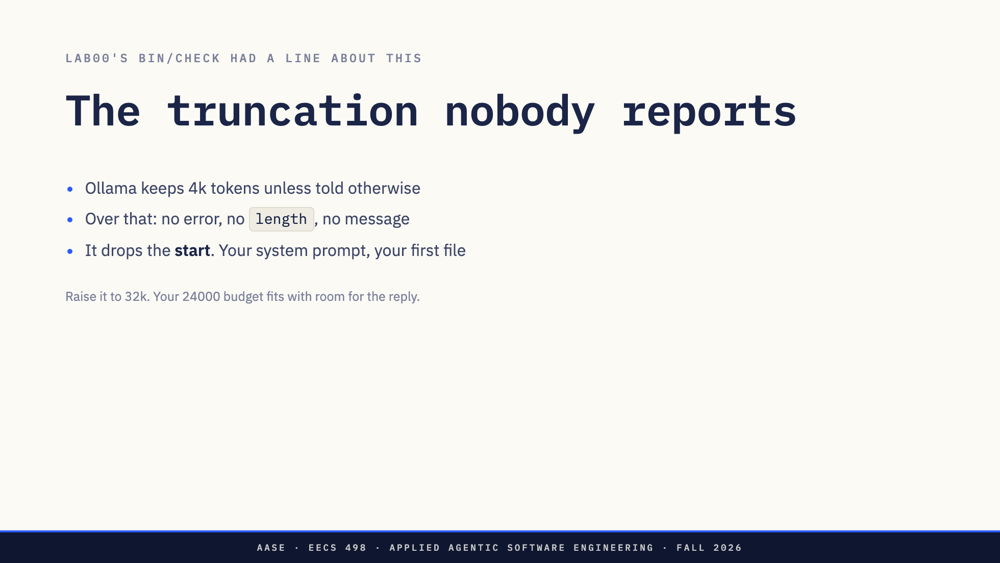 LAB00'S BIN/CHECK HAD A LINE ABOUT THIS
The truncation nobody reports
• Ollama keeps 4k tokens unless told otherwise
• Over that: no error, no length, no message
• It drops the start. Your system prompt, your first file
Raise it to 32k. Your 24000 budget fits with room for the reply.
AASE · EECS 498 · APPLIED AGENTIC SOFTWARE ENGINEERING · FALL 2026